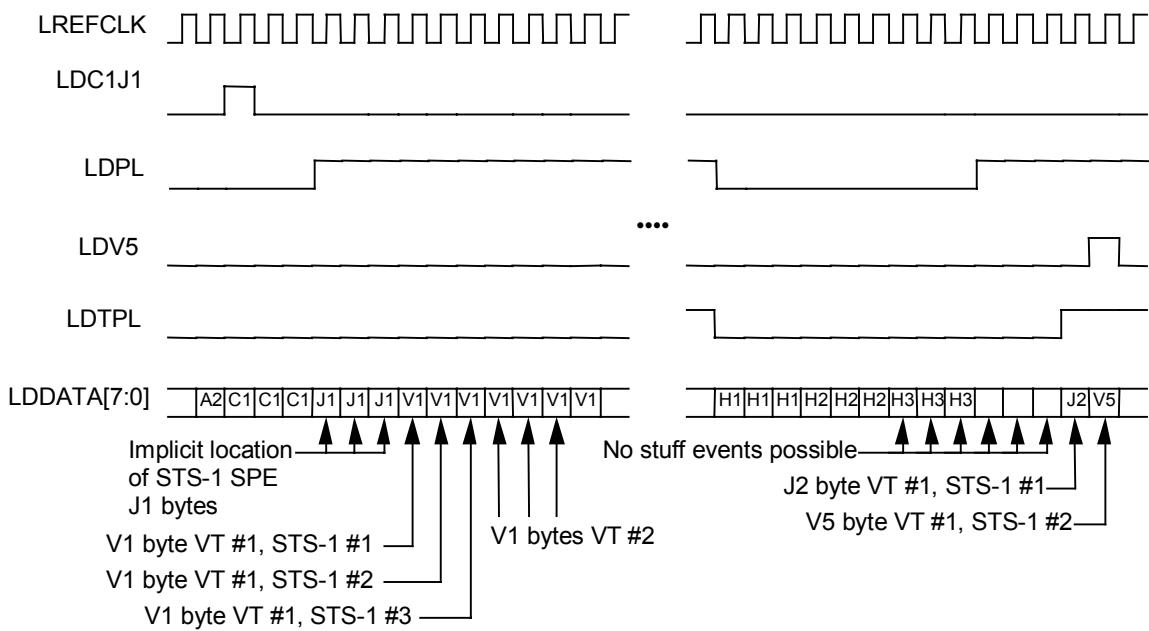 LREFCLK
LDC1J1
LDPL
LDV5
••••
LDTPL
LDDATA[7:0] A2 C1 C1 C1 J1 J1 J1 V1 V1 V1 V1 V1 V1 V1 H1 H1 H1 H2 H2 H2 H3 H3 H3 J2 V5
Implicit location
of STS-1 SPE
J1 bytes
No stuff events possible
J2 byte VT #1, STS-1 #1
V5 byte VT #1, STS-1 #2
V1 bytes VT #2
V1 byte VT #1, STS-1 #1
V1 byte VT #1, STS-1 #2
V1 byte VT #1, STS-1 #3